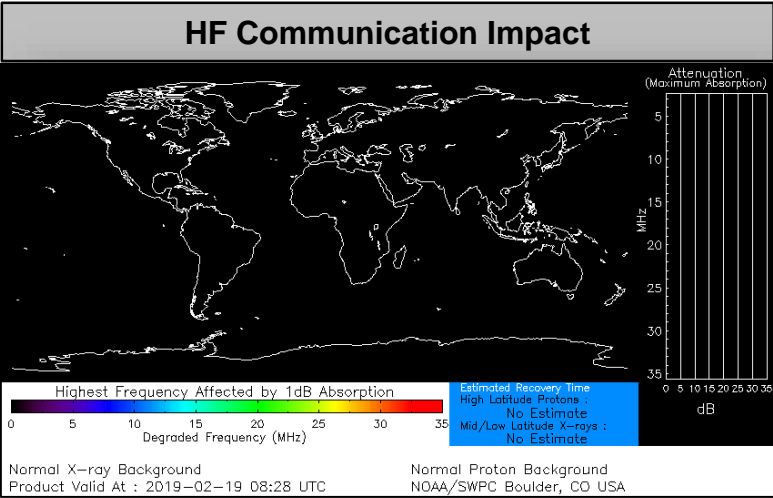 HF Communication Impact
Attenuation
(Maximum Absorption)
5
10
15
20
25
30
35
MHz
0 5 10 15 20 25 30 35
dB
Highest Frequency Affected by 1dB Absorption
0 5 10 15 20 25 30 35
Degraded Frequency (MHz)
Estimated Recovery Time
High Latitude Protons :
No Estimate
Mid/Low Latitude X-rays :
No Estimate
Normal X-ray Background
Product Valid At : 2019-02-19 08:28 UTC
Normal Proton Background
NOAA/SWPC Boulder, CO USA